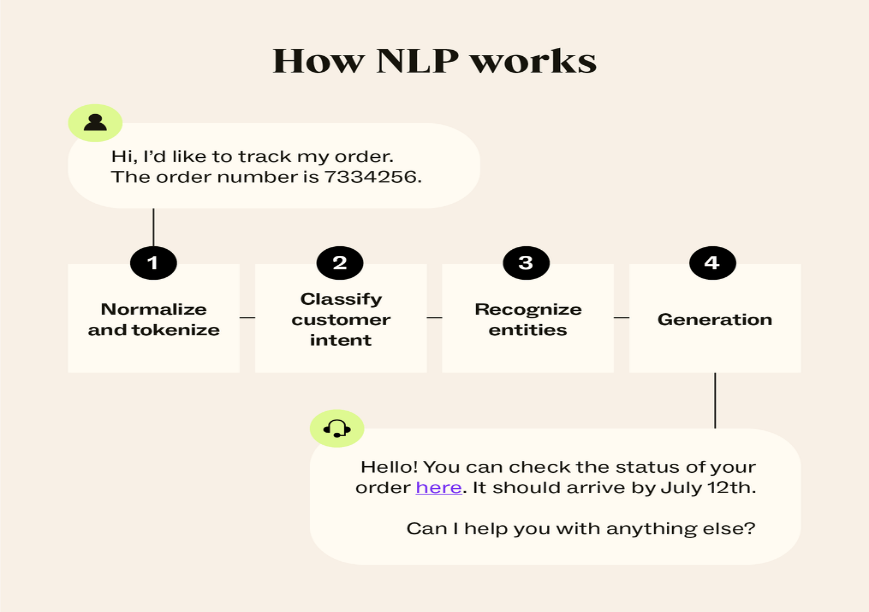 How NLP works
Hi, I’d like to track my order.
The order number is 7334256.
1
Normalize
and tokenize
2
Classify
customer
intent
3
Recognize
entities
4
Generation
Hello! You can check the status of your
order here. It should arrive by July 12th.
Can I help you with anything else?